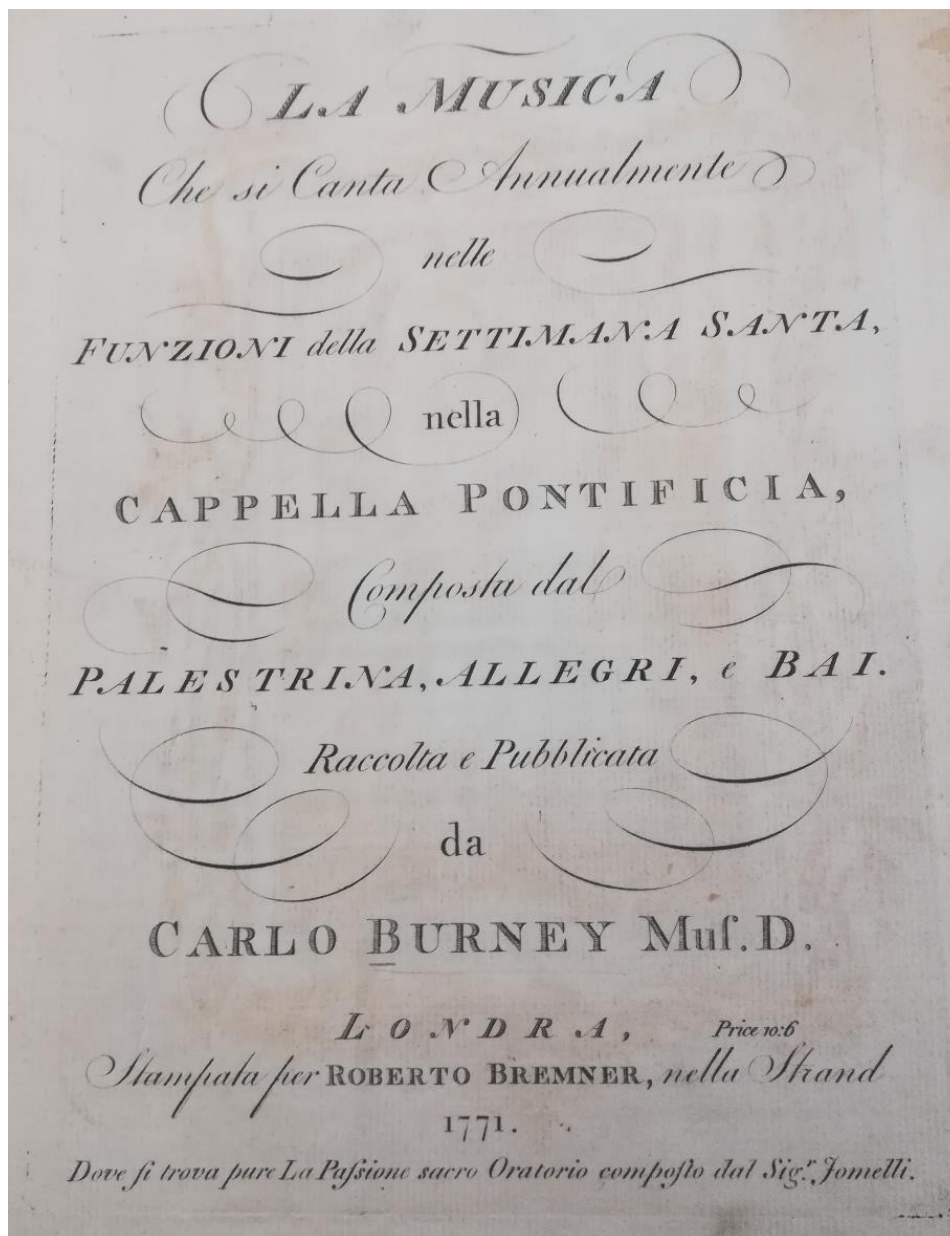 LA MUSICA
Che si Canta Annualmente
nelle
FUNZIONI della SETTIMANA SANTA,
nella
CAPPELLA PONTIFICIA,
Composta dal
PALESTRINA, ALLEGRI, e BAI.
Raccolta e Pubblicata
da
CARLO BURNEY Muſ. D.
LONDRA, Price 10:6
Stampata per ROBERTO BREMNER, nella Strand
1771.
Dove ſi trova pure La Paſsione sacro Oratorio compoſto dal Sig.r Jomelli.